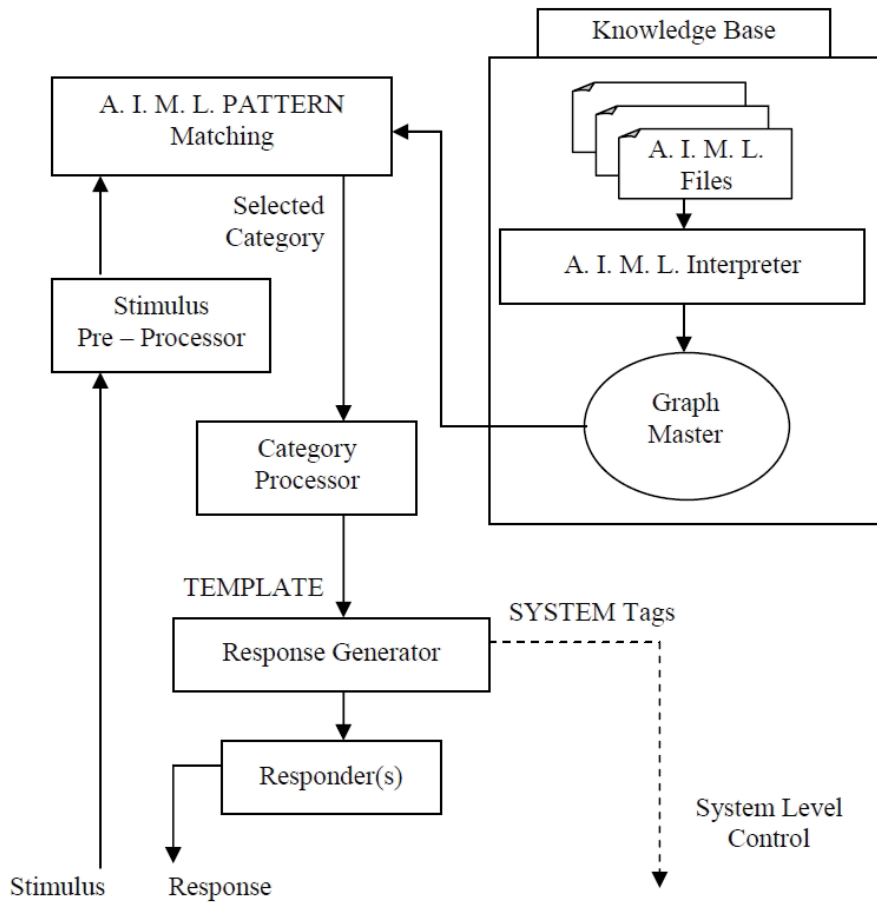 Knowledge Base
A. I. M. L. PATTERN
Matching
A. I. M. L.
Files
Selected
Category
A. I. M. L. Interpreter
Stimulus
Pre – Processor
Graph
Master
Category
Processor
TEMPLATE
SYSTEM Tags
Response Generator
Responder(s)
System Level
Control
Stimulus
Response